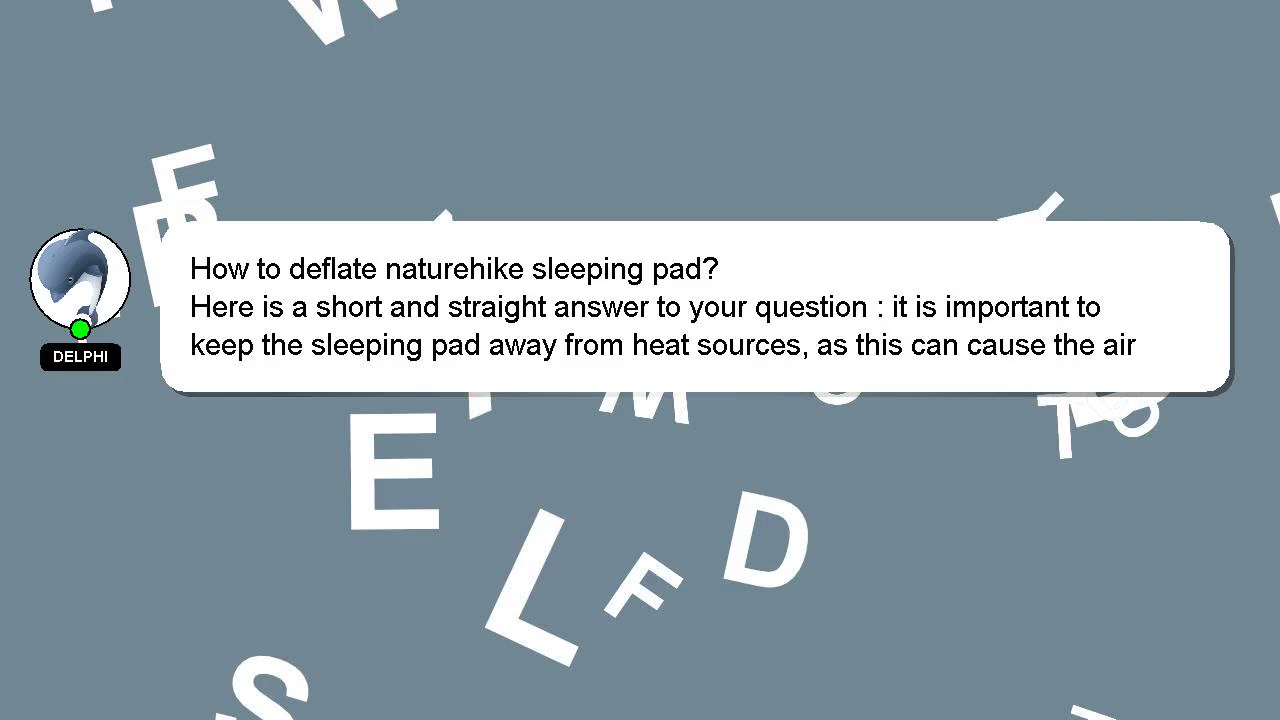 How to deflate naturehike sleeping pad?
Here is a short and straight answer to your question : it is important to
keep the sleeping pad away from heat sources, as this can cause the air
DELPHI
W
F
E
L
F
D
M
T
S